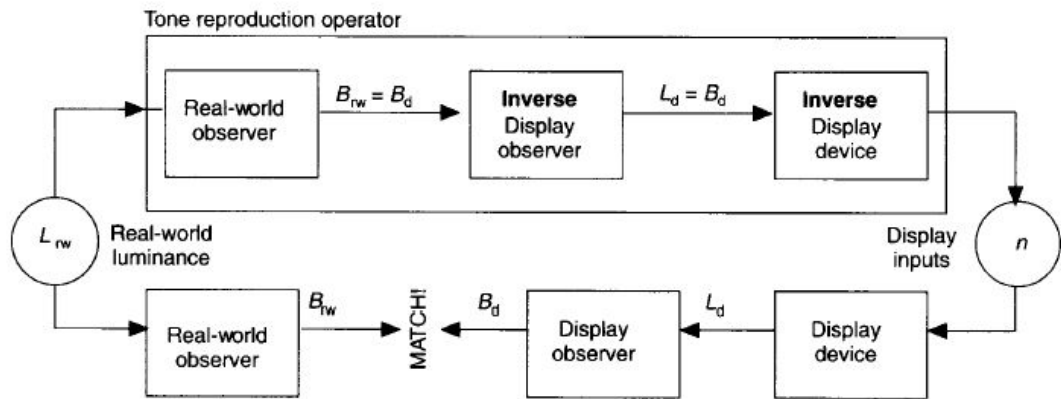 Tone reproduction operator
Real-world
observer
B_rw = B_d
Inverse
Display
observer
L_d = B_d
Inverse
Display
device
L_rw
Real-world
luminance
Display
inputs
n
Real-world
observer
B_rw
MATCH!
B_d
Display
observer
L_d
Display
device